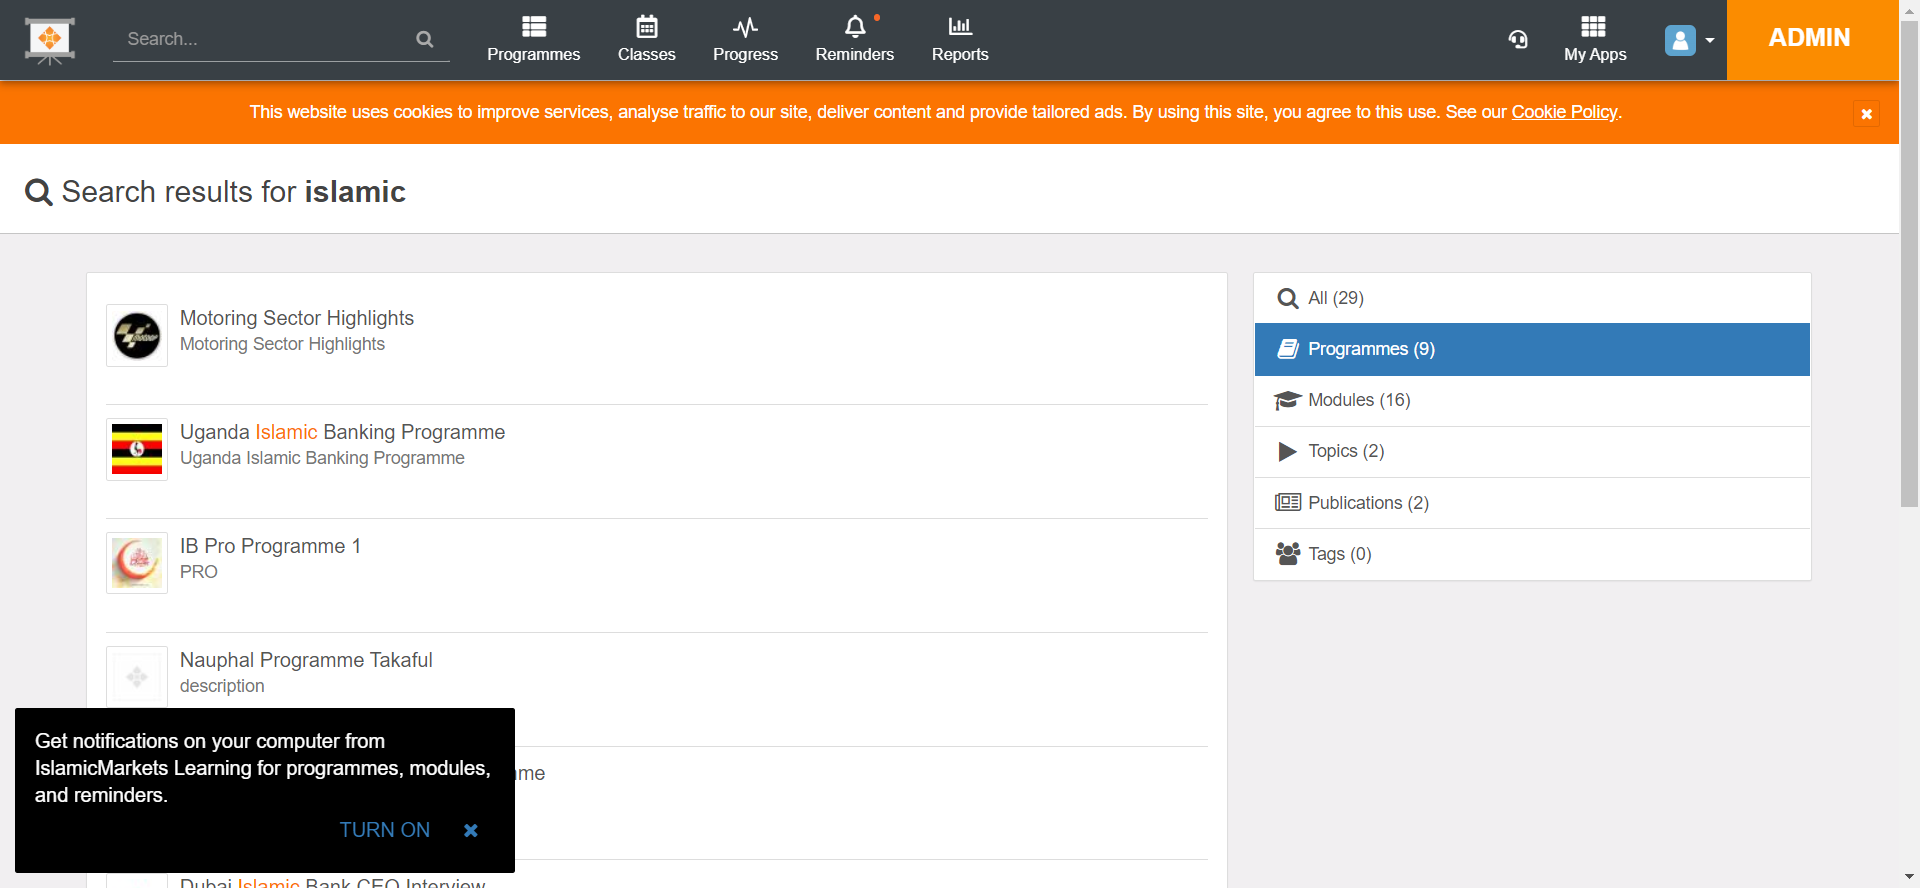 Search...
Programmes
Classes
Progress
Reminders
Reports
My Apps
ADMIN
This website uses cookies to improve services, analyse traffic to our site, deliver content and provide tailored ads. By using this site, you agree to this use. See our Cookie Policy.
Search results for islamic
Motoring Sector Highlights
Motoring Sector Highlights
Uganda Islamic Banking Programme
Uganda Islamic Banking Programme
IB Pro Programme 1
PRO
Nauphal Programme Takaful
description
Dubai Islamic Bank CEO Interview
All (29)
Programmes (9)
Modules (16)
Topics (2)
Publications (2)
Tags (0)
Get notifications on your computer from
IslamicMarkets Learning for programmes, modules,
and reminders.
TURN ON